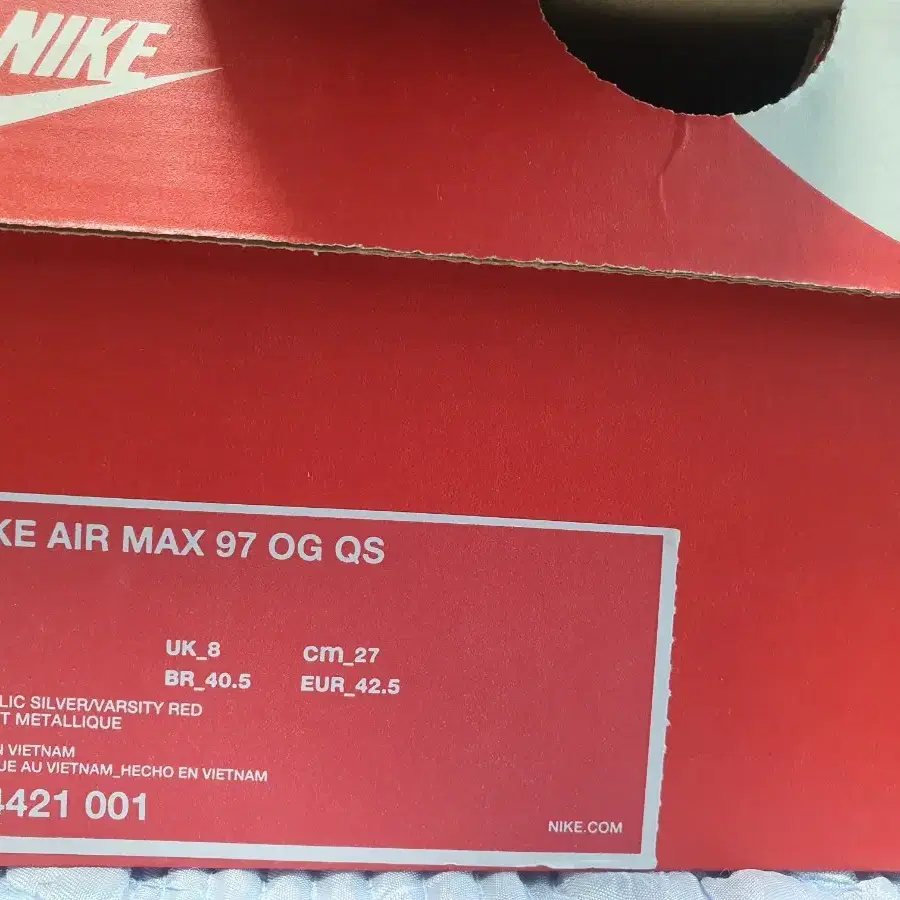 NIKE
KE AIR MAX 97 OG QS
UK_8 cm_27
BR_40.5 EUR_42.5
LIC SILVER/VARSITY RED
T METALLIQUE
N VIETNAM
UE AU VIETNAM_HECHO EN VIETNAM
4421 001
NIKE.COM